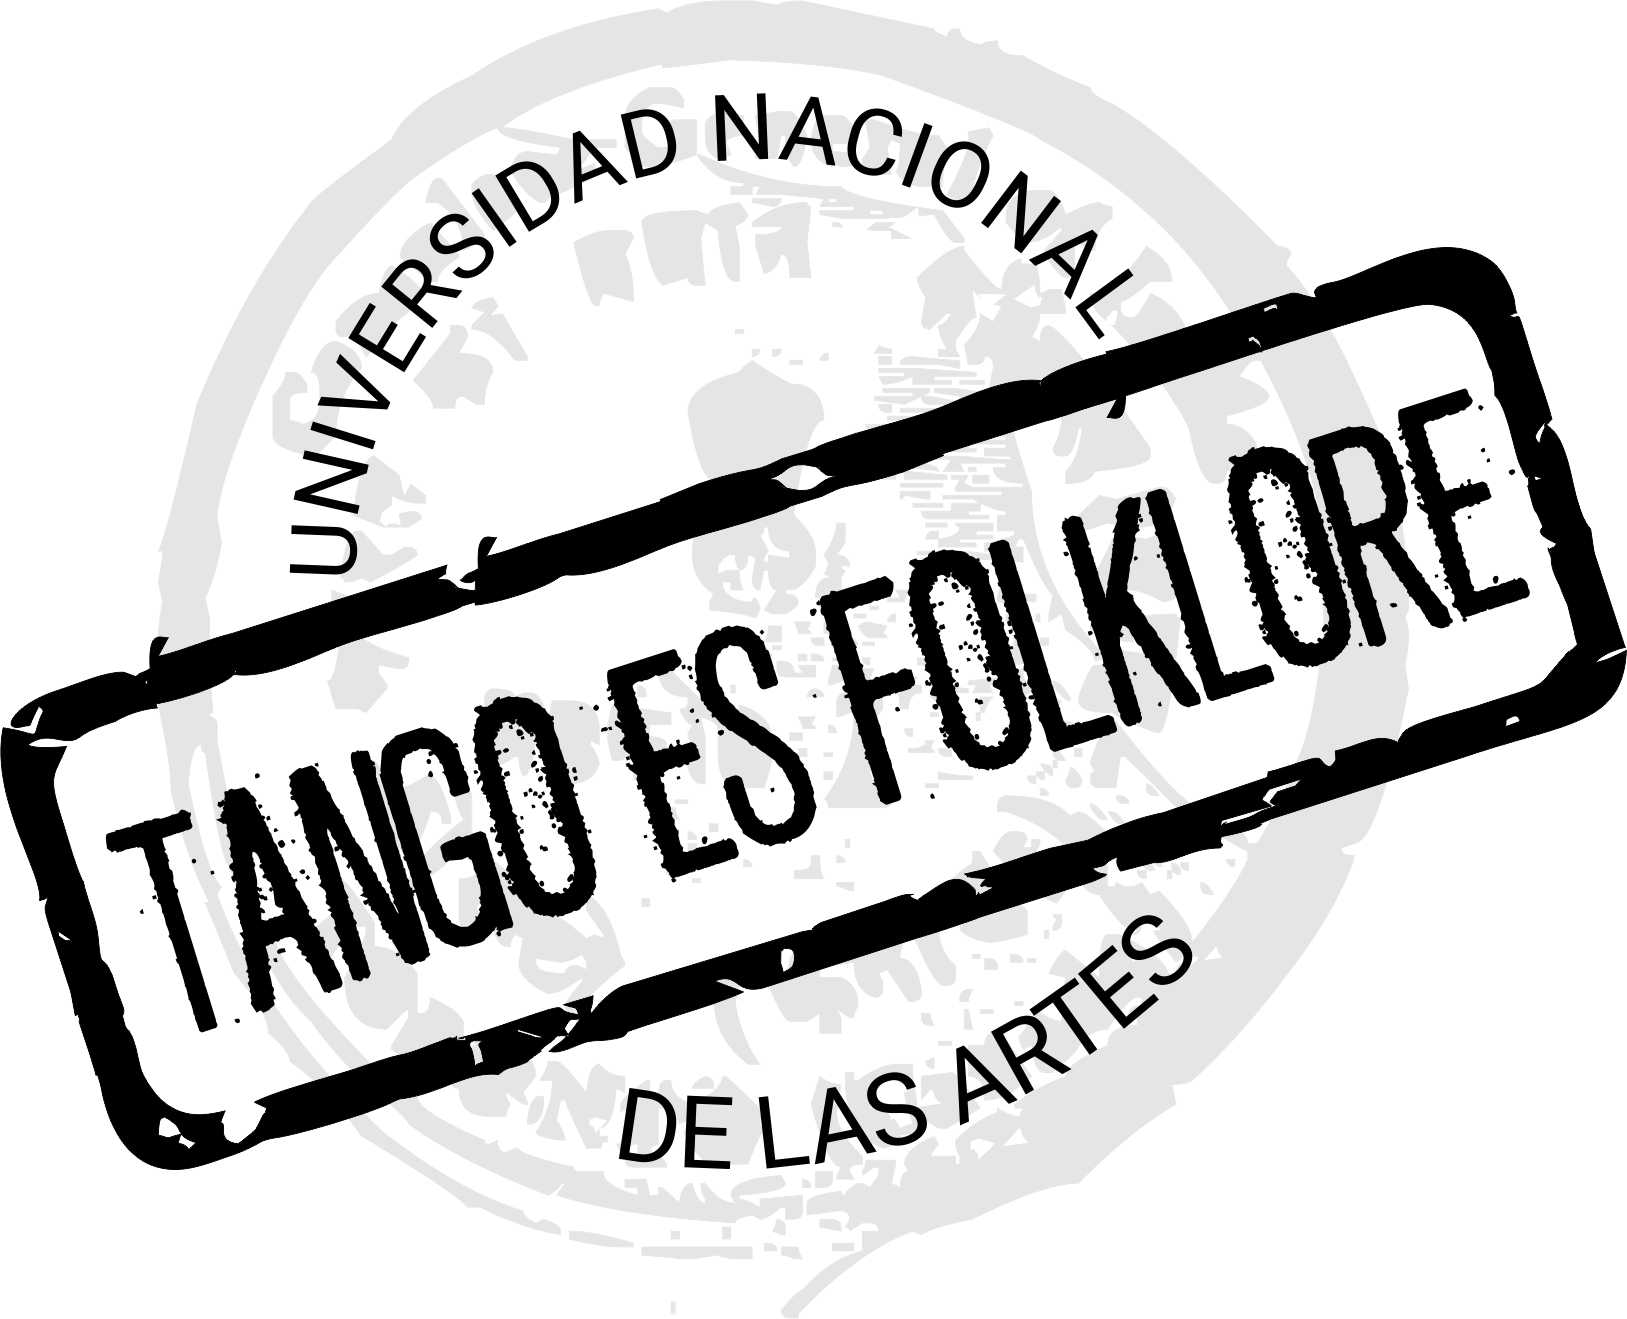 UNIVERSIDAD NACIONAL
TANGO ES FOLKLORE
DE LAS ARTES